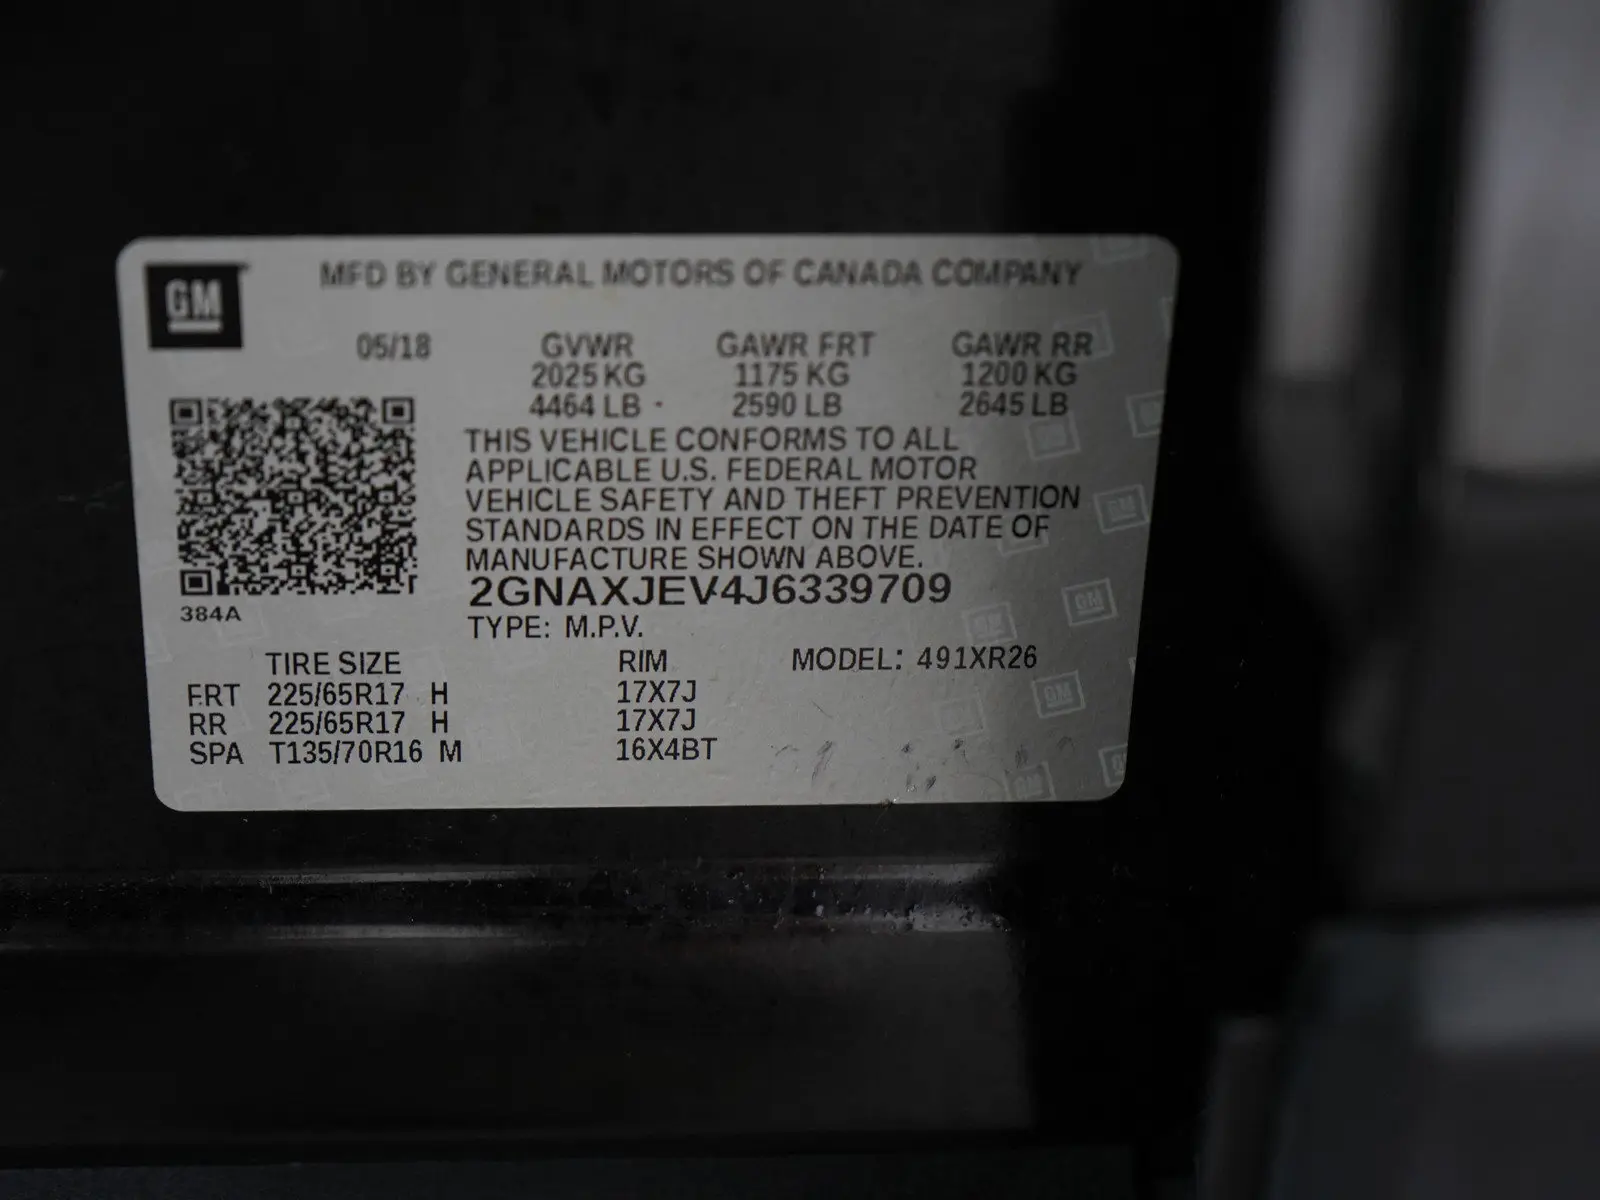 GM
MFD BY GENERAL MOTORS OF CANADA COMPANY
05/18 GVWR GAWR FRT GAWR RR
2025 KG 1175 KG 1200 KG
4464 LB 2590 LB 2645 LB
THIS VEHICLE CONFORMS TO ALL
APPLICABLE U.S. FEDERAL MOTOR
VEHICLE SAFETY AND THEFT PREVENTION
STANDARDS IN EFFECT ON THE DATE OF
MANUFACTURE SHOWN ABOVE.
2GNAXJEV4J6339709
384A
TYPE: M.P.V.
TIRE SIZE RIM MODEL: 491XR26
FRT 225/65R17 H 17X7J
RR 225/65R17 H 17X7J
SPA T135/70R16 M 16X4BT